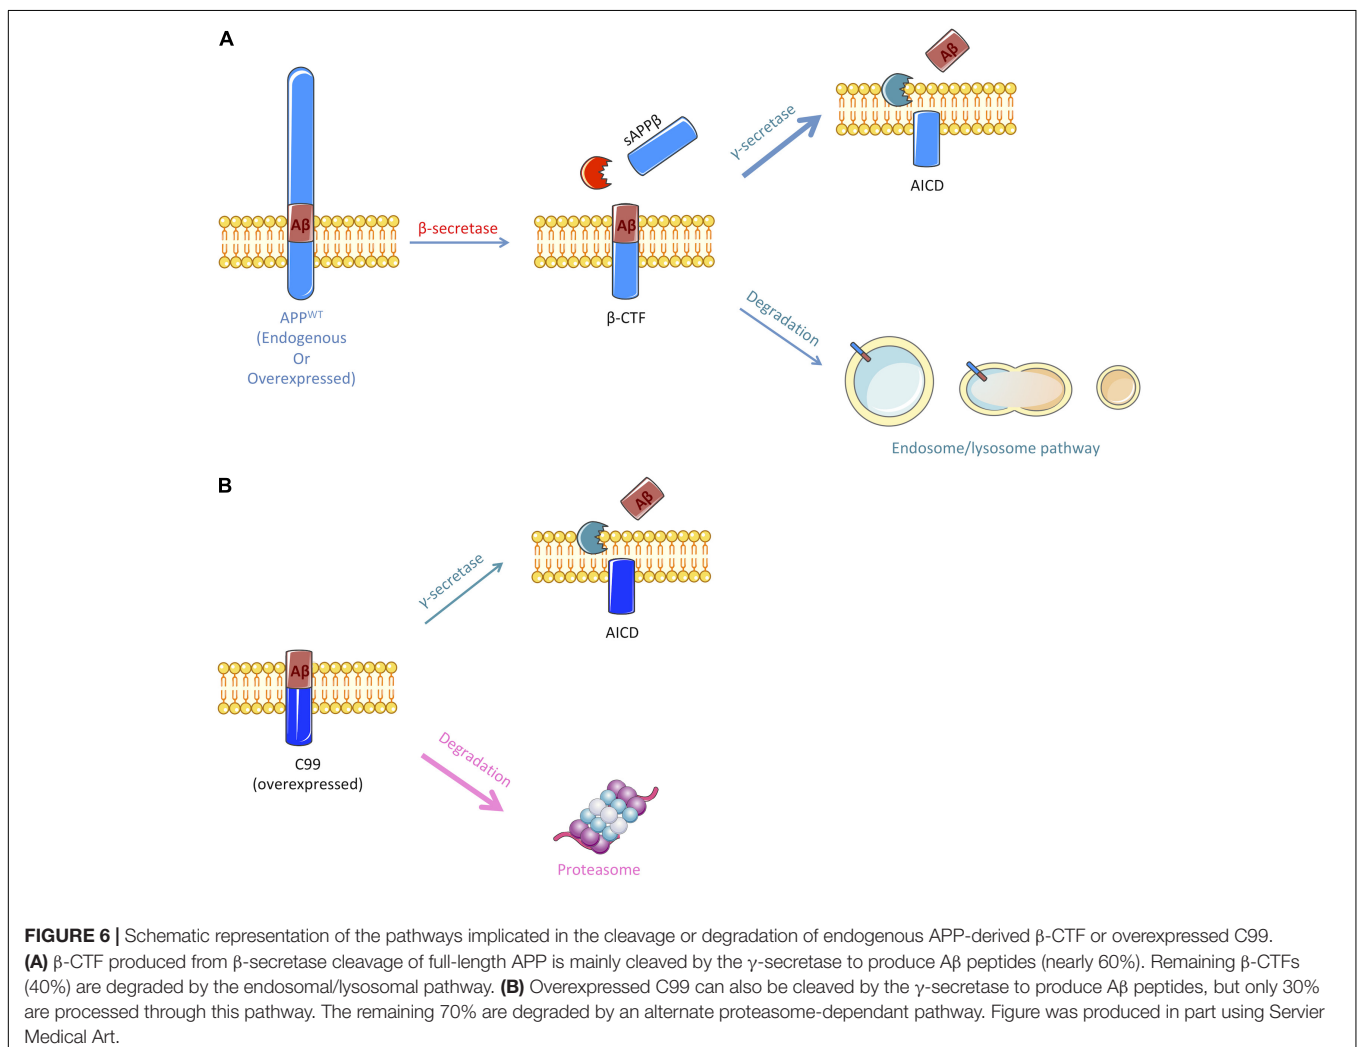 A
Aβ
sAPPβ
γ-secretase
AICD
Aβ
β-secretase
Aβ
APPWT
(Endogenous
Or
Overexpressed)
β-CTF
Degradation
Endosome/lysosome pathway
B
Aβ
γ-secretase
AICD
Aβ
C99
(overexpressed)
Degradation
Proteasome
FIGURE 6 | Schematic representation of the pathways implicated in the cleavage or degradation of endogenous APP-derived β-CTF or overexpressed C99.
(A) β-CTF produced from β-secretase cleavage of full-length APP is mainly cleaved by the γ-secretase to produce Aβ peptides (nearly 60%). Remaining β-CTFs
(40%) are degraded by the endosomal/lysosomal pathway. (B) Overexpressed C99 can also be cleaved by the γ-secretase to produce Aβ peptides, but only 30%
are processed through this pathway. The remaining 70% are degraded by an alternate proteasome-dependant pathway. Figure was produced in part using Servier
Medical Art.